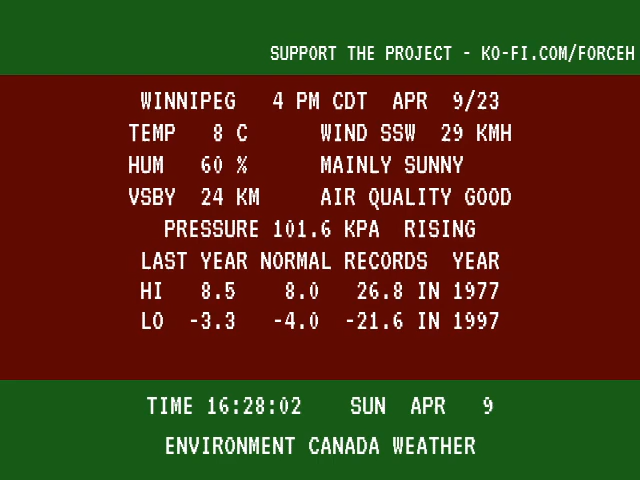 SUPPORT THE PROJECT - KO-FI.COM/FORCEH
WINNIPEG   4 PM CDT  APR  9/23
TEMP   8 C      WIND SSW  29 KMH
HUM   60 %      MAINLY SUNNY
VSBY  24 KM     AIR QUALITY GOOD
PRESSURE 101.6 KPA  RISING
LAST YEAR NORMAL RECORDS  YEAR
HI   8.5    8.0   26.8 IN 1977
LO  -3.3   -4.0  -21.6 IN 1997
TIME 16:28:02    SUN  APR   9
ENVIRONMENT CANADA WEATHER